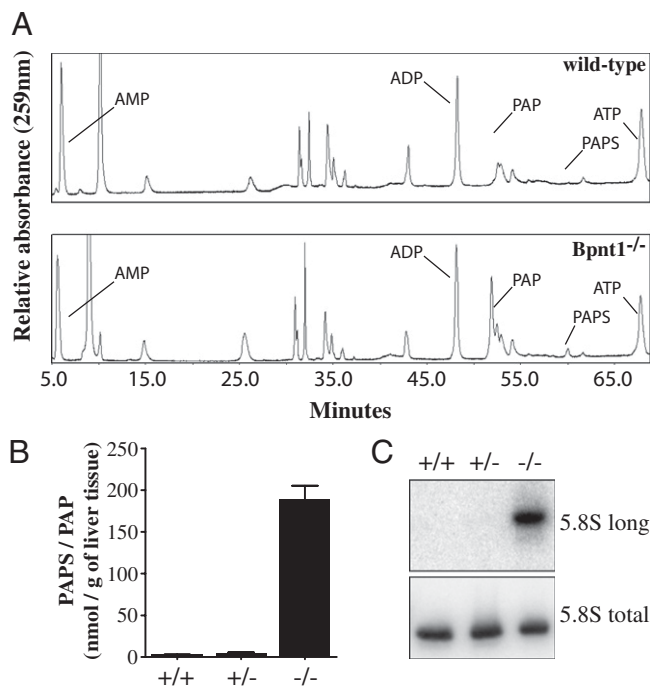 A
Relative absorbance (259nm)
wild-type
AMP
ADP
PAP
PAPS
ATP
Bpnt1-/-
AMP
ADP
PAP
PAPS
ATP
5.0 15.0 25.0 35.0 45.0 55.0 65.0
Minutes
B
PAPS / PAP
(nmol / g of liver tissue)
250
200
150
100
50
0
+/+ +/- -/-
C
+/+ +/- -/-
5.8S long
5.8S total